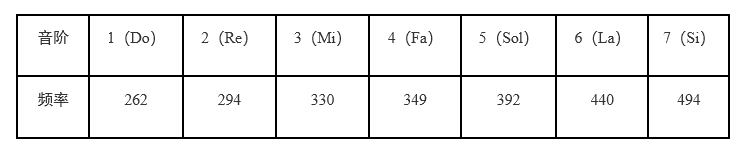 音阶 1（Do） 2（Re） 3（Mi） 4（Fa） 5（Sol） 6（La） 7（Si）
频率 262 294 330 349 392 440 494